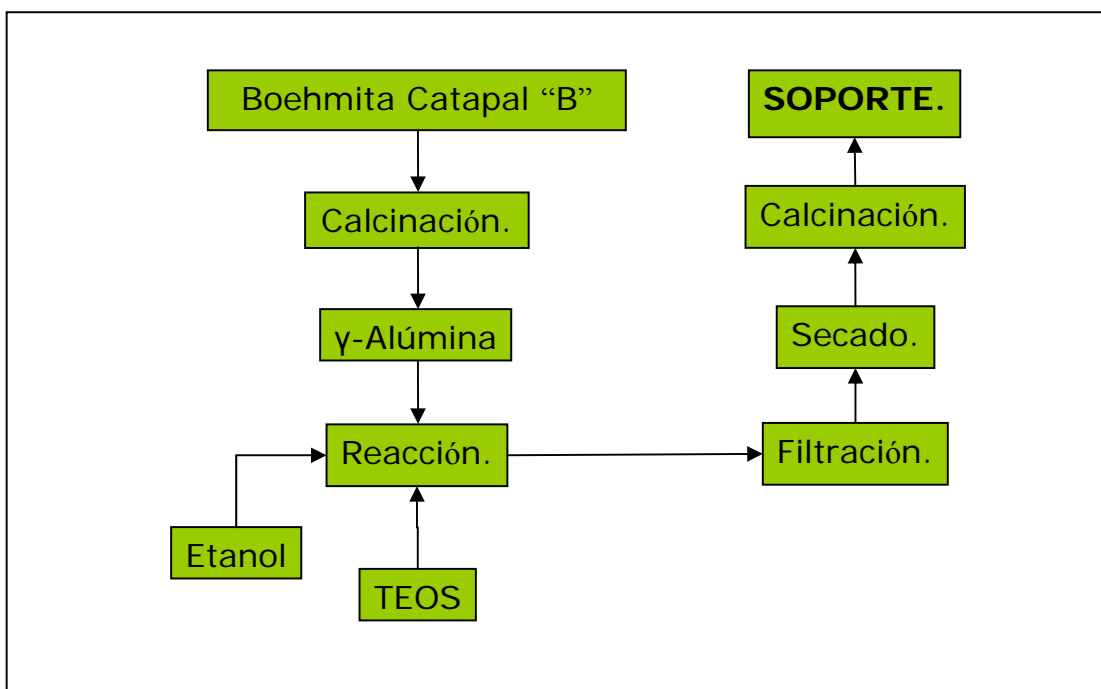 Boehmita Catapal “B”
Calcinación.
γ-Alúmina
Reacción.
Etanol
TEOS
Filtración.
Secado.
Calcinación.
SOPORTE.